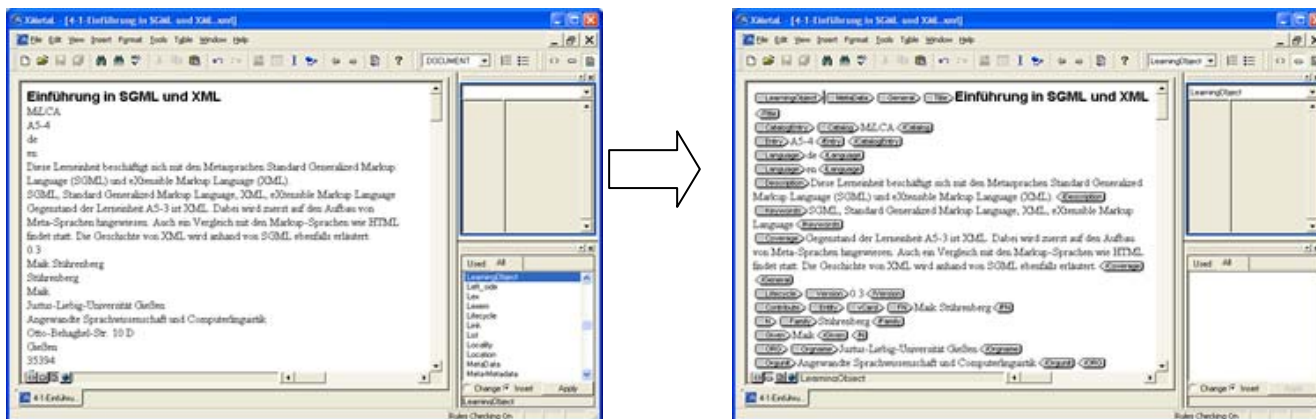 XMetaL - [4-1-Einführung in SGML und XML.xml]
File Edit View Insert Format Tools Table Window Help
DOCUMENT
Einführung in SGML und XML
MiLCA
A5-4
de
en
Diese Lerneinheit beschäftigt sich mit den Metasprachen Standard Generalized Markup
Language (SGML) und eXtensible Markup Language (XML).
SGML, Standard Generalized Markup Language, XML, eXtensible Markup Language
Gegenstand der Lerneinheit A5-3 ist XML. Dabei wird zuerst auf den Aufbau von
Meta-Sprachen hingewiesen. Auch ein Vergleich mit den Markup-Sprachen wie HTML
findet statt. Die Geschichte von XML wird anhand von SGML ebenfalls erläutert.
0.3
Maik Stührenberg
Stührenberg
Maik
Justus-Liebig-Universität Gießen
Angewandte Sprachwissenschaft und Computerlinguistik
Otto-Behaghel-Str. 10 D
Gießen
35394
Used All
LearningObject
Left_side
Lex
Lexem
Lifecycle
Link
List
Locality
Location
MetaData
MetaMetadata
Change Insert Apply
LearningObject
4-1-Einführu...
Rules Checking On
XMetaL - [4-1-Einführung in SGML und XML.xml]
File Edit View Insert Format Tools Table Window Help
LearningObject
LearningObject MetaData General Title Einführung in SGML und XML
/Title
CatalogEntry Catalog MiLCA /Catalog
Entry A5-4 /Entry /CatalogEntry
Language de /Language
Language en /Language
Description Diese Lerneinheit beschäftigt sich mit den Metasprachen Standard Generalized
Markup Language (SGML) und eXtensible Markup Language (XML). /Description
Keywords SGML, Standard Generalized Markup Language, XML, eXtensible Markup
Language /Keywords
Coverage Gegenstand der Lerneinheit A5-3 ist XML. Dabei wird zuerst auf den Aufbau
von Meta-Sprachen hingewiesen. Auch ein Vergleich mit den Markup-Sprachen wie HTML
findet statt. Die Geschichte von XML wird anhand von SGML ebenfalls erläutert. /Coverage
/General
Lifecycle Version 0.3 /Version
Contribute Entity vCard FN Maik Stührenberg /FN
N Family Stührenberg /Family
Given Maik /Given /N
ORG Orgname Justus-Liebig-Universität Gießen /Orgname
Orgunit Angewandte Sprachwissenschaft und Computerlinguistik /Orgunit /ORG
LearningObject
LearningObject
Used All
Change Insert
4-1-Einführu...
Rules Checking On